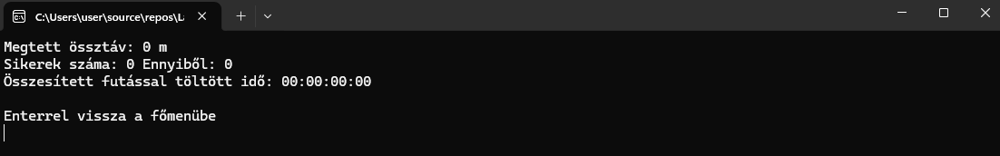 C:\Users\user\source\repos\L
Megtett össztáv: 0 m
Sikerek száma: 0 Ennyiből: 0
Összesített futással töltött idő: 00:00:00:00
Enterrel vissza a főmenübe